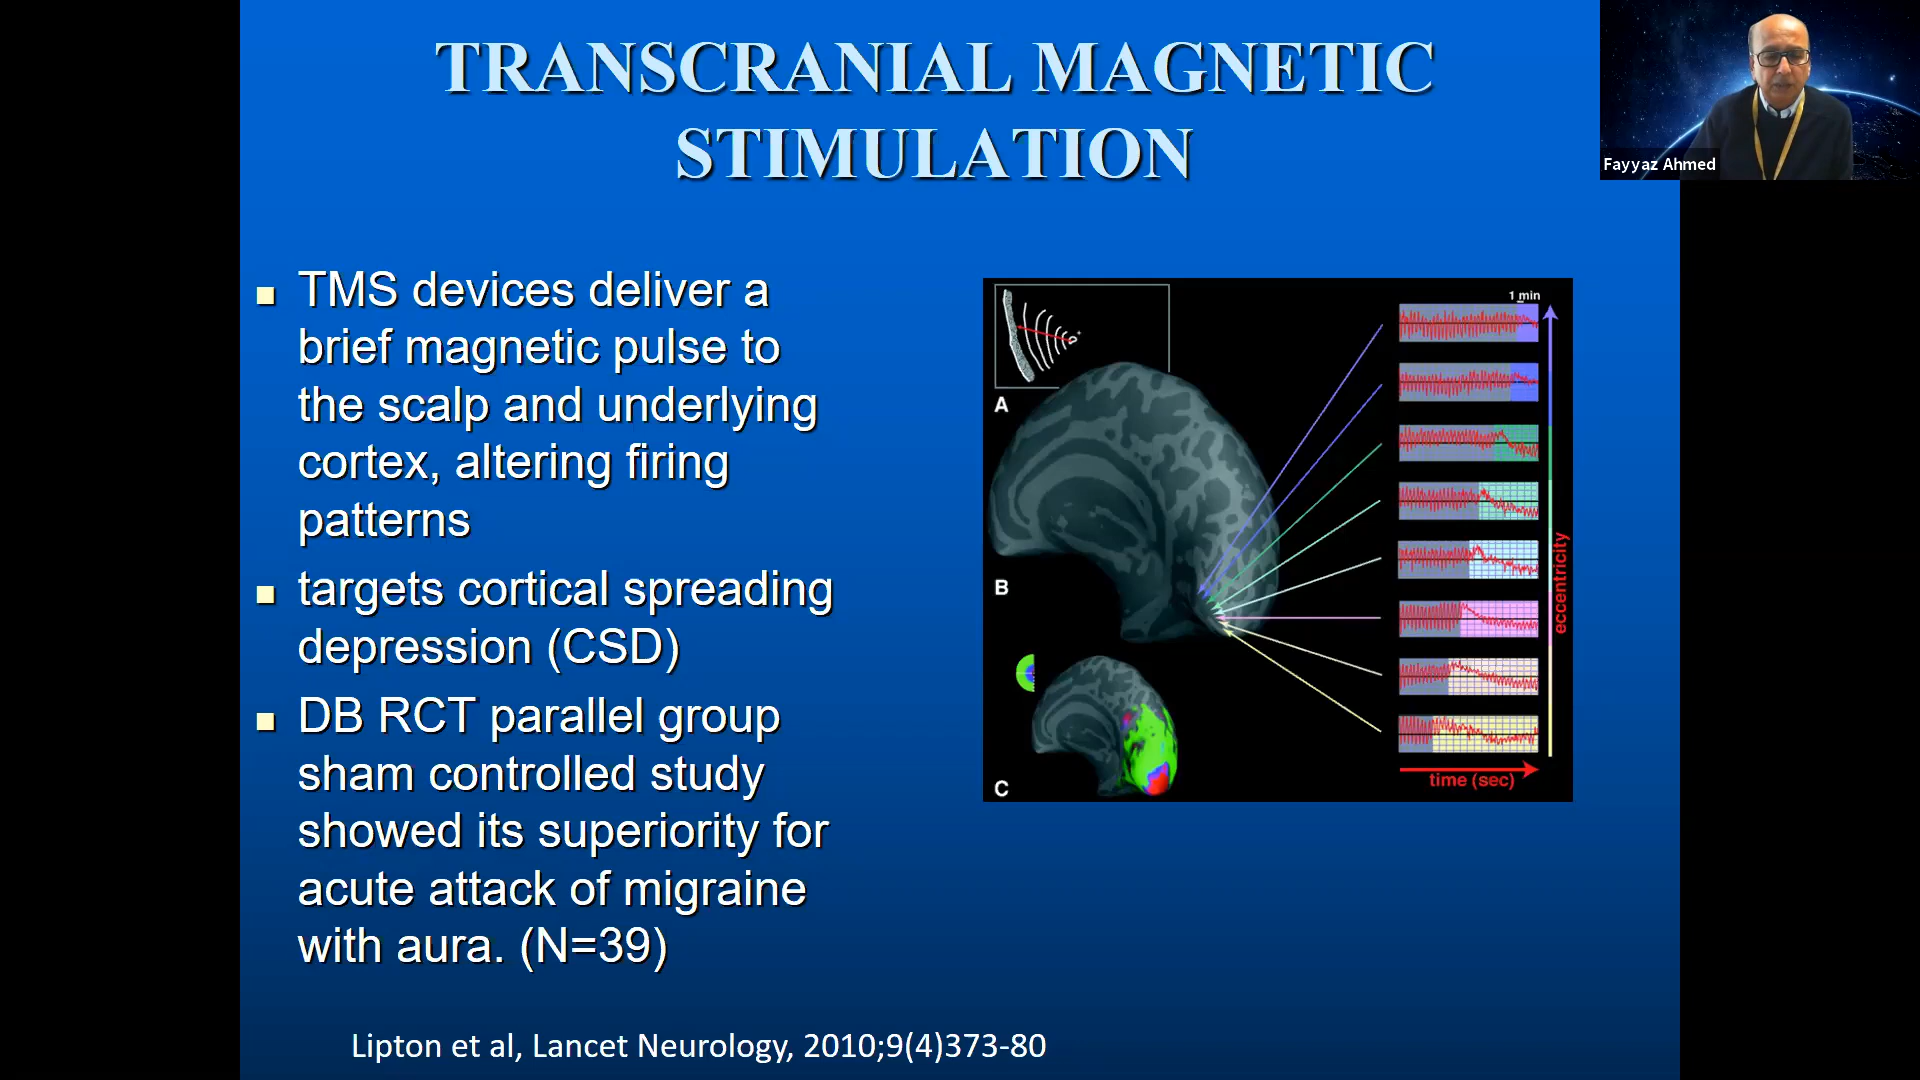 TRANSCRANIAL MAGNETIC
STIMULATION
Fayyaz Ahmed
TMS devices deliver a
brief magnetic pulse to
the scalp and underlying
cortex, altering firing
patterns
targets cortical spreading
depression (CSD)
DB RCT parallel group
sham controlled study
showed its superiority for
acute attack of migraine
with aura. (N=39)
1 min
A
B
C
eccentricity
time (sec)
Lipton et al, Lancet Neurology, 2010;9(4)373-80